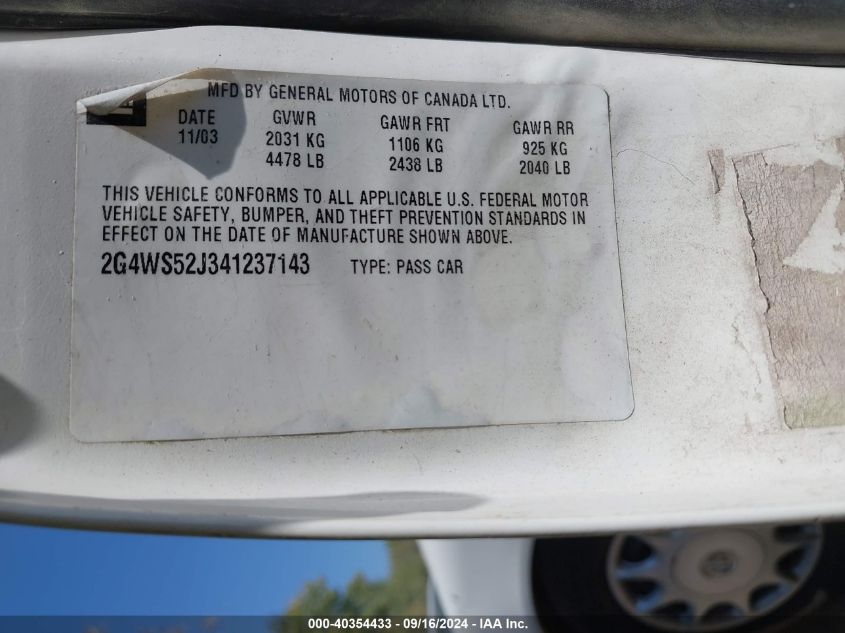 MFD BY GENERAL MOTORS OF CANADA LTD.
DATE GVWR GAWR FRT GAWR RR
11/03 2031 KG 1106 KG 925 KG
4478 LB 2438 LB 2040 LB
THIS VEHICLE CONFORMS TO ALL APPLICABLE U.S. FEDERAL MOTOR
VEHICLE SAFETY, BUMPER, AND THEFT PREVENTION STANDARDS IN
EFFECT ON THE DATE OF MANUFACTURE SHOWN ABOVE.
2G4WS52J341237143 TYPE: PASS CAR
000-40354433 - 09/16/2024 - IAA Inc.